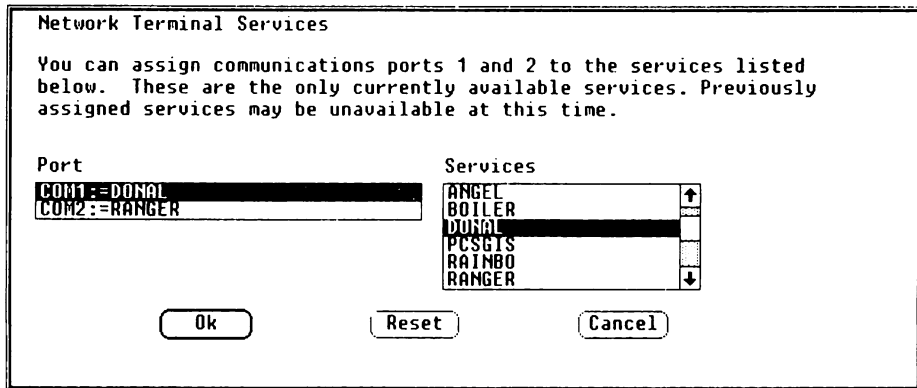 Network Terminal Services
You can assign communications ports 1 and 2 to the services listed
below. These are the only currently available services. Previously
assigned services may be unavailable at this time.
Port
COM1:=DONAL
COM2:=RANGER
Services
ANGEL
BOILER
DONAL
PCSGIS
RAINBO
RANGER
Ok
Reset
Cancel